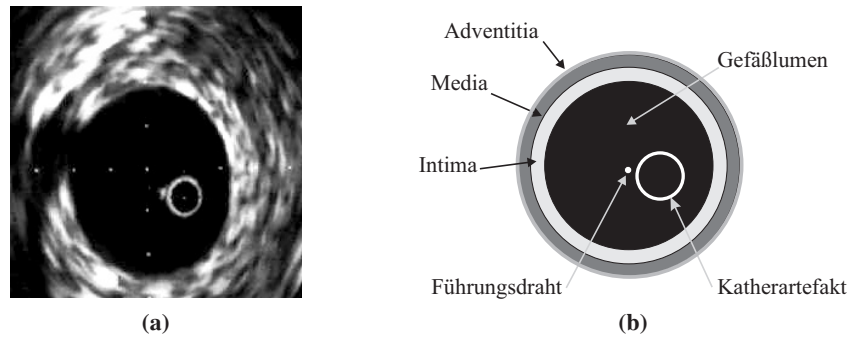 Adventitia
Gefäßlumen
Media
Intima
Führungsdraht
Katherartefakt
(a)
(b)